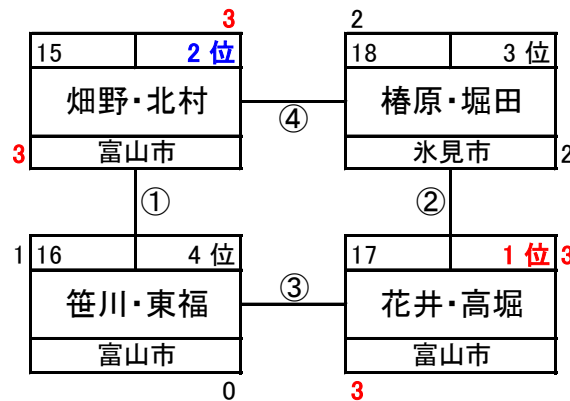 3 2
15 2 位 18 3 位
畑野・北村 椿原・堀田
④
3 富山市 氷見市 2
① ②
1 16 4 位 17 1 位 3
笹川・東福 花井・高堀
③
富山市 富山市
0 3